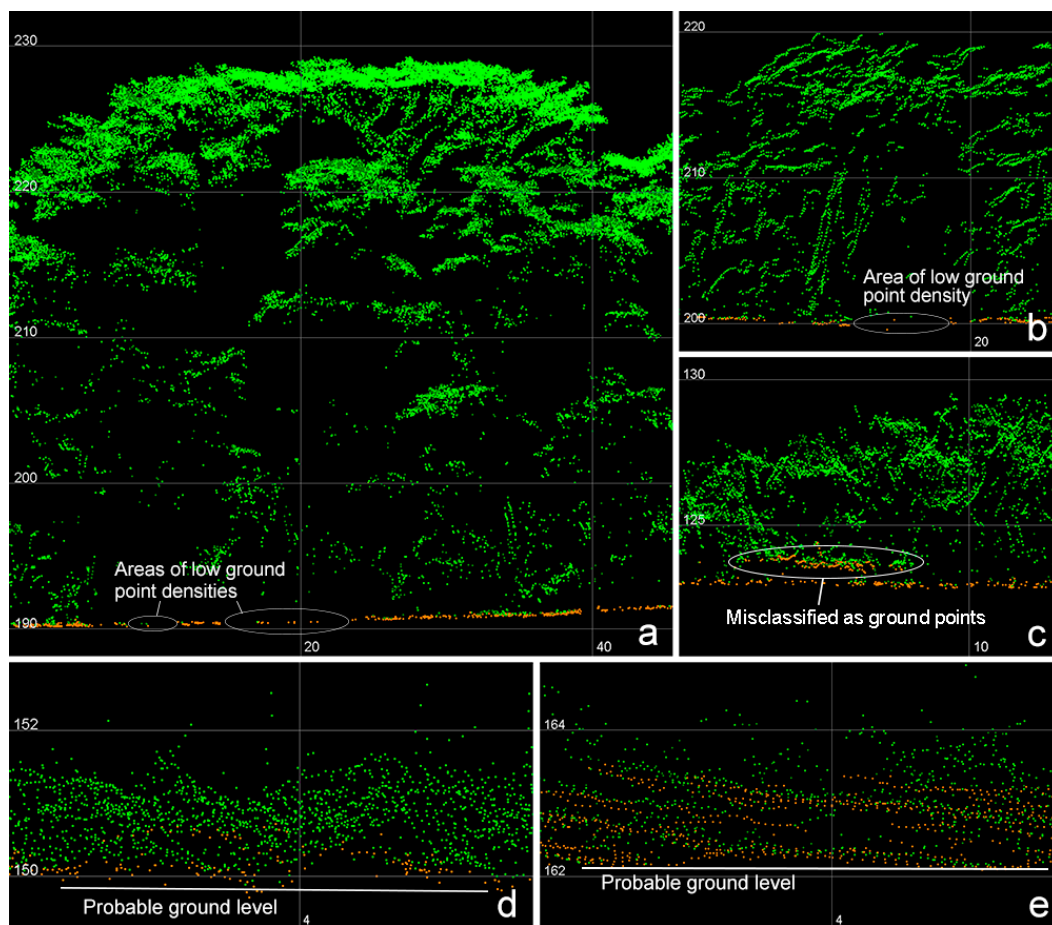 230
220
210
200
Areas of low ground
point densities
190
20
40
a
220
210
Area of low ground
point density
200
20
b
130
125
Misclassified as ground points
10
c
152
150
Probable ground level
4
d
164
162
Probable ground level
4
e